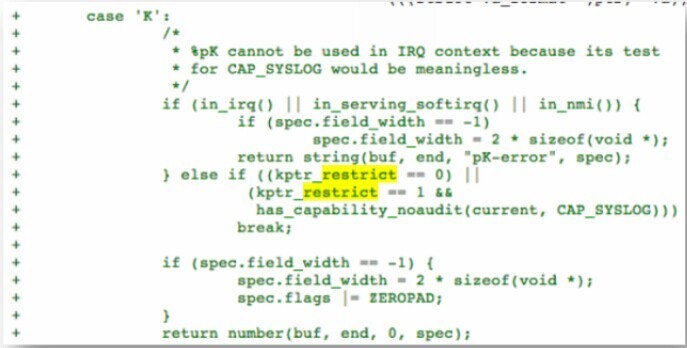 + case 'K':
+ /*
+ * %pK cannot be used in IRQ context because its test
+ * for CAP_SYSLOG would be meaningless.
+ */
+ if (in_irq() || in_serving_softirq() || in_nmi()) {
+ if (spec.field_width == -1)
+ spec.field_width = 2 * sizeof(void *);
+ return string(buf, end, "pK-error", spec);
+ } else if ((kptr_restrict == 0) ||
+ (kptr_restrict == 1 &&
+ has_capability_noaudit(current, CAP_SYSLOG)))
+ break;
+
+ if (spec.field_width == -1) {
+ spec.field_width = 2 * sizeof(void *);
+ spec.flags |= ZEROPAD;
+ }
+ return number(buf, end, 0, spec);